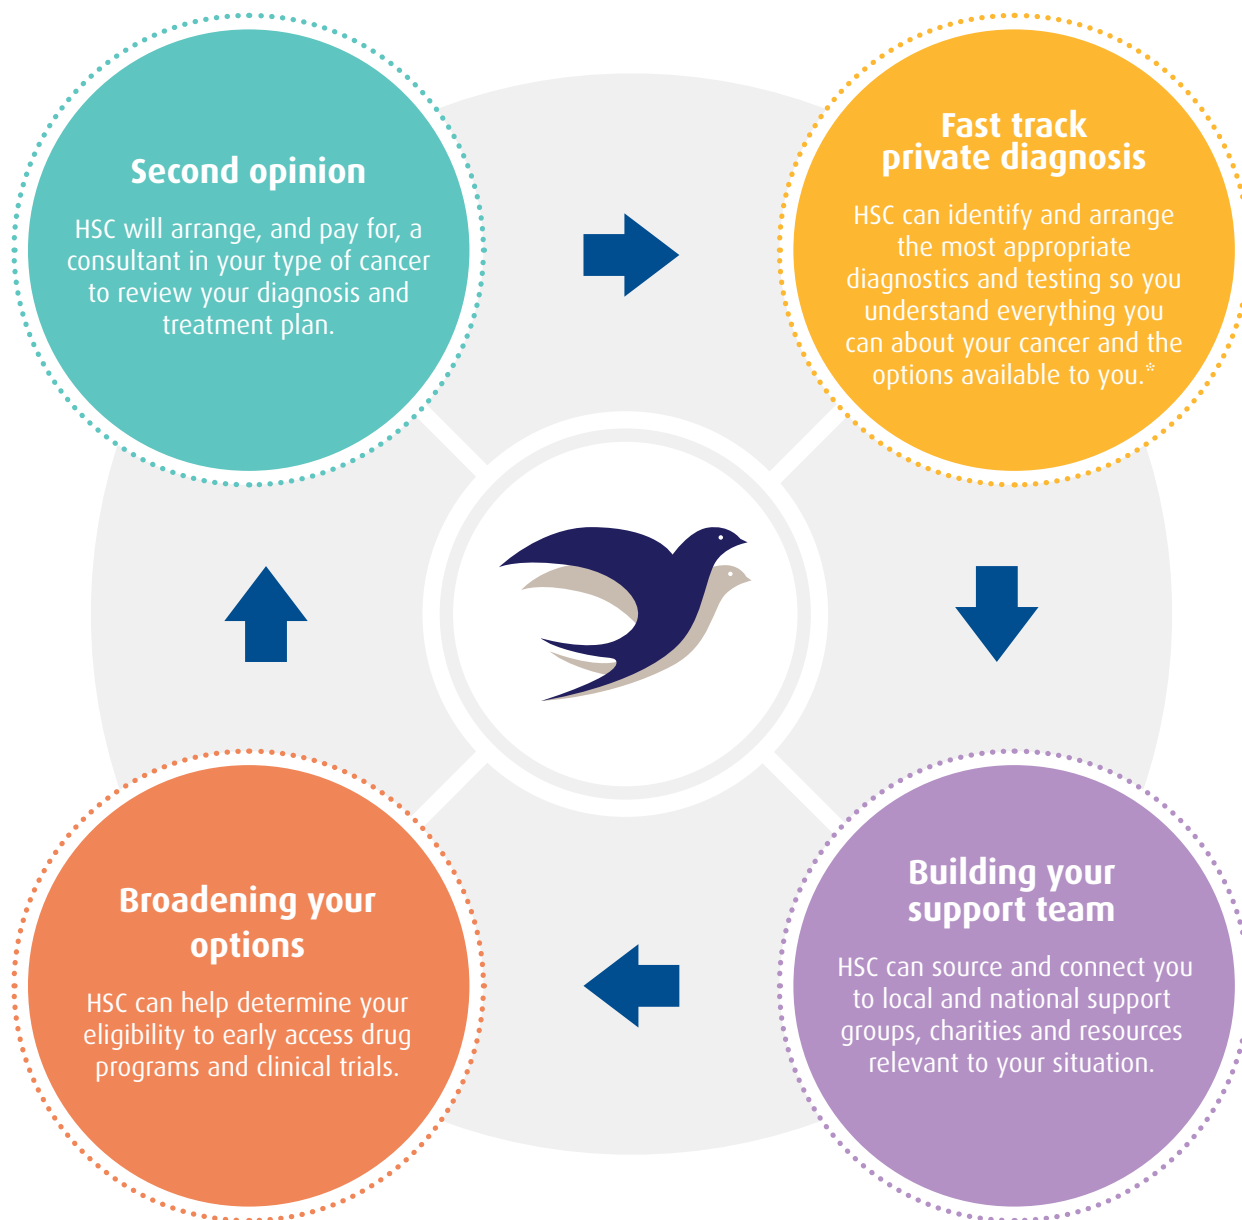 Second opinion
HSC will arrange, and pay for, a
consultant in your type of cancer
to review your diagnosis and
treatment plan.
Fast track
private diagnosis
HSC can identify and arrange
the most appropriate
diagnostics and testing so you
understand everything you
can about your cancer and the
options available to you.*
Broadening your
options
HSC can help determine your
eligibility to early access drug
programs and clinical trials.
Building your
support team
HSC can source and connect you
to local and national support
groups, charities and resources
relevant to your situation.